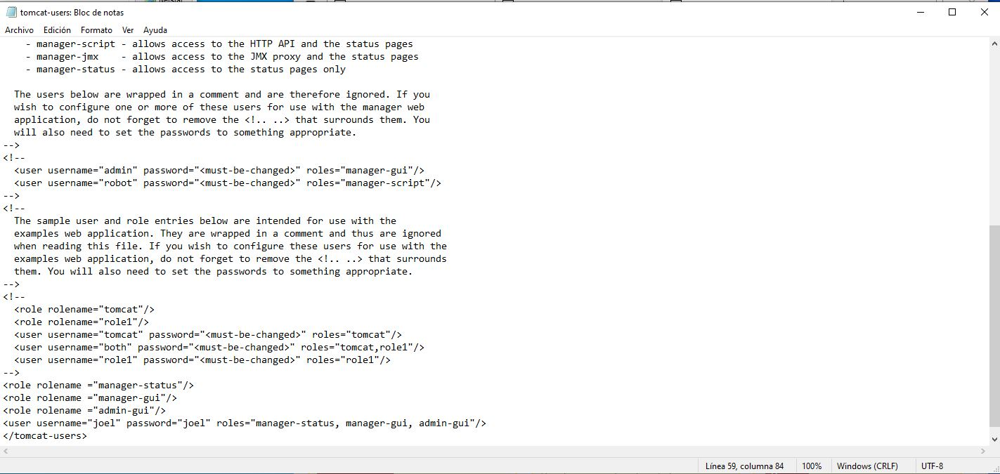 tomcat-users: Bloc de notas
Archivo Edición Formato Ver Ayuda
- manager-script - allows access to the HTTP API and the status pages
- manager-jmx    - allows access to the JMX proxy and the status pages
- manager-status - allows access to the status pages only
The users below are wrapped in a comment and are therefore ignored. If you
wish to configure one or more of these users for use with the manager web
application, do not forget to remove the <!.. ..> that surrounds them. You
will also need to set the passwords to something appropriate.
-->
<!--
<user username="admin" password="<must-be-changed>" roles="manager-gui"/>
<user username="robot" password="<must-be-changed>" roles="manager-script"/>
-->
<!--
The sample user and role entries below are intended for use with the
examples web application. They are wrapped in a comment and thus are ignored
when reading this file. If you wish to configure these users for use with the
examples web application, do not forget to remove the <!.. ..> that surrounds
them. You will also need to set the passwords to something appropriate.
-->
<!--
<role rolename="tomcat"/>
<role rolename="role1"/>
<user username="tomcat" password="<must-be-changed>" roles="tomcat"/>
<user username="both" password="<must-be-changed>" roles="tomcat,role1"/>
<user username="role1" password="<must-be-changed>" roles="role1"/>
-->
<role rolename ="manager-status"/>
<role rolename ="manager-gui"/>
<role rolename ="admin-gui"/>
<user username="joel" password="joel" roles="manager-status, manager-gui, admin-gui"/>
</tomcat-users>
Línea 59, columna 84 100% Windows (CRLF) UTF-8